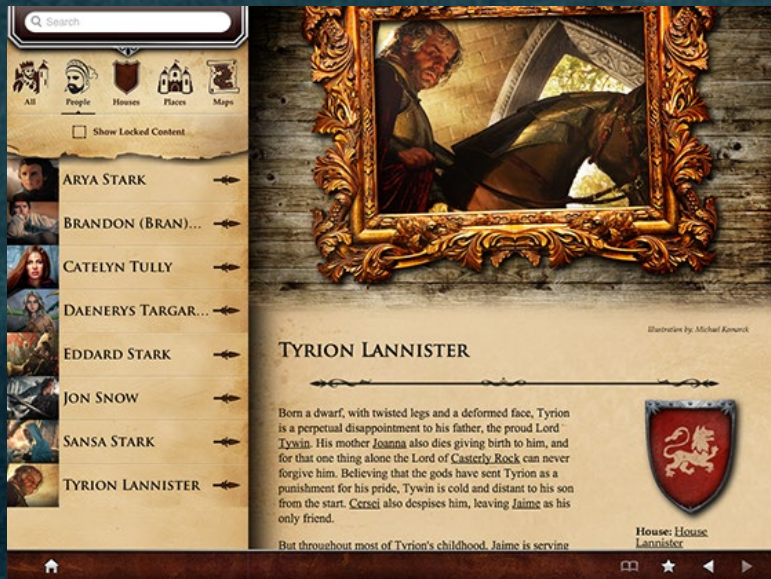 Search
All
People
Houses
Places
Maps
Show Locked Content
ARYA STARK
BRANDON (BRAN)...
CATELYN TULLY
DAENERYS TARGAR...
EDDARD STARK
JON SNOW
SANSA STARK
TYRION LANNISTER
Illustration by: Michael Komarck
TYRION LANNISTER
Born a dwarf, with twisted legs and a deformed face, Tyrion
is a perpetual disappointment to his father, the proud Lord
Tywin. His mother Joanna also dies giving birth to him, and
for that one thing alone the Lord of Casterly Rock can never
forgive him. Believing that the gods have sent Tyrion as a
punishment for his pride, Tywin is cold and distant to his son
from the start. Cersei also despises him, leaving Jaime as his
only friend.
But throughout most of Tyrion's childhood, Jaime is serving
House: House
Lannister